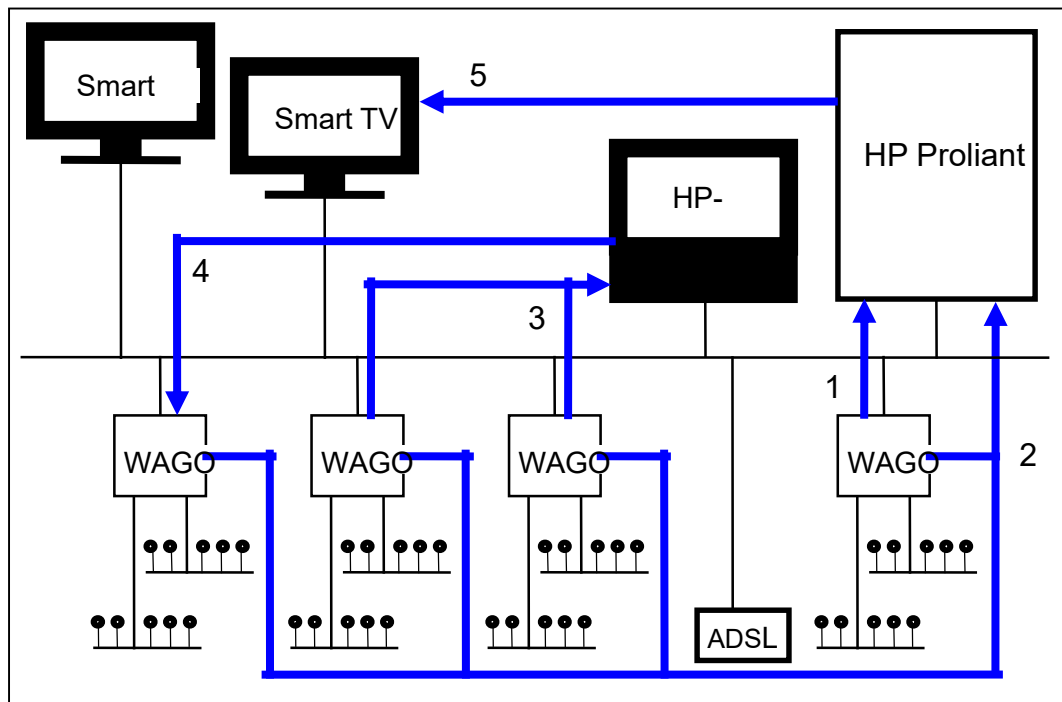 Smart
Smart TV
5
HP Proliant
HP-
4
3
1
WAGO
WAGO
WAGO
WAGO
2
ADSL